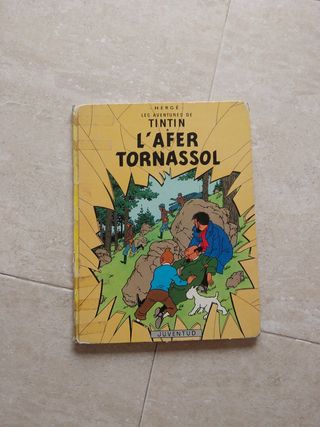 HERGÉ
LES AVENTURES DE
TINTIN
L'AFER
TORNASSOL
JUVENTUD